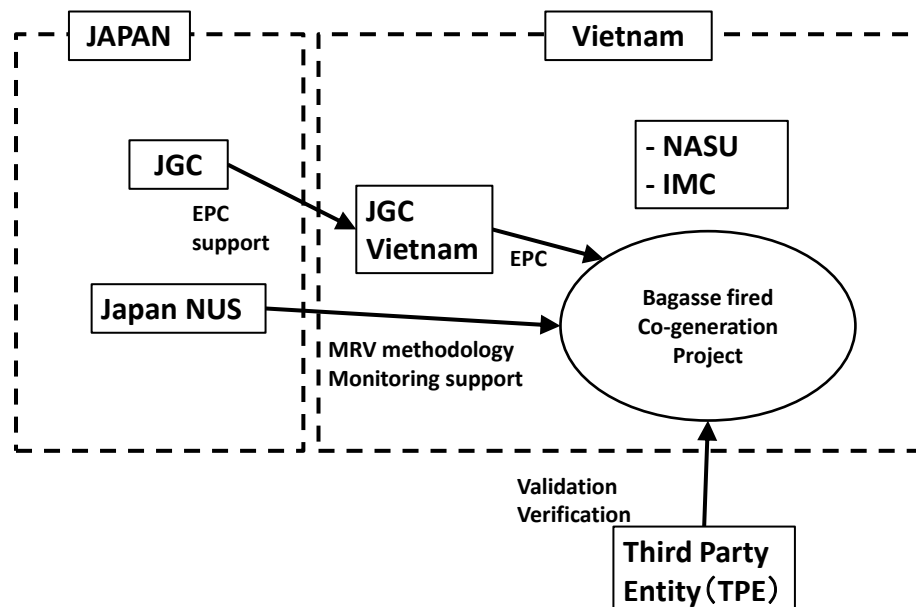 JAPAN
Vietnam
- NASU
- IMC
JGC
EPC
support
JGC
Vietnam
EPC
Bagasse fired
Co-generation
Project
Japan NUS
MRV methodology
Monitoring support
Validation
Verification
Third Party
Entity（TPE）